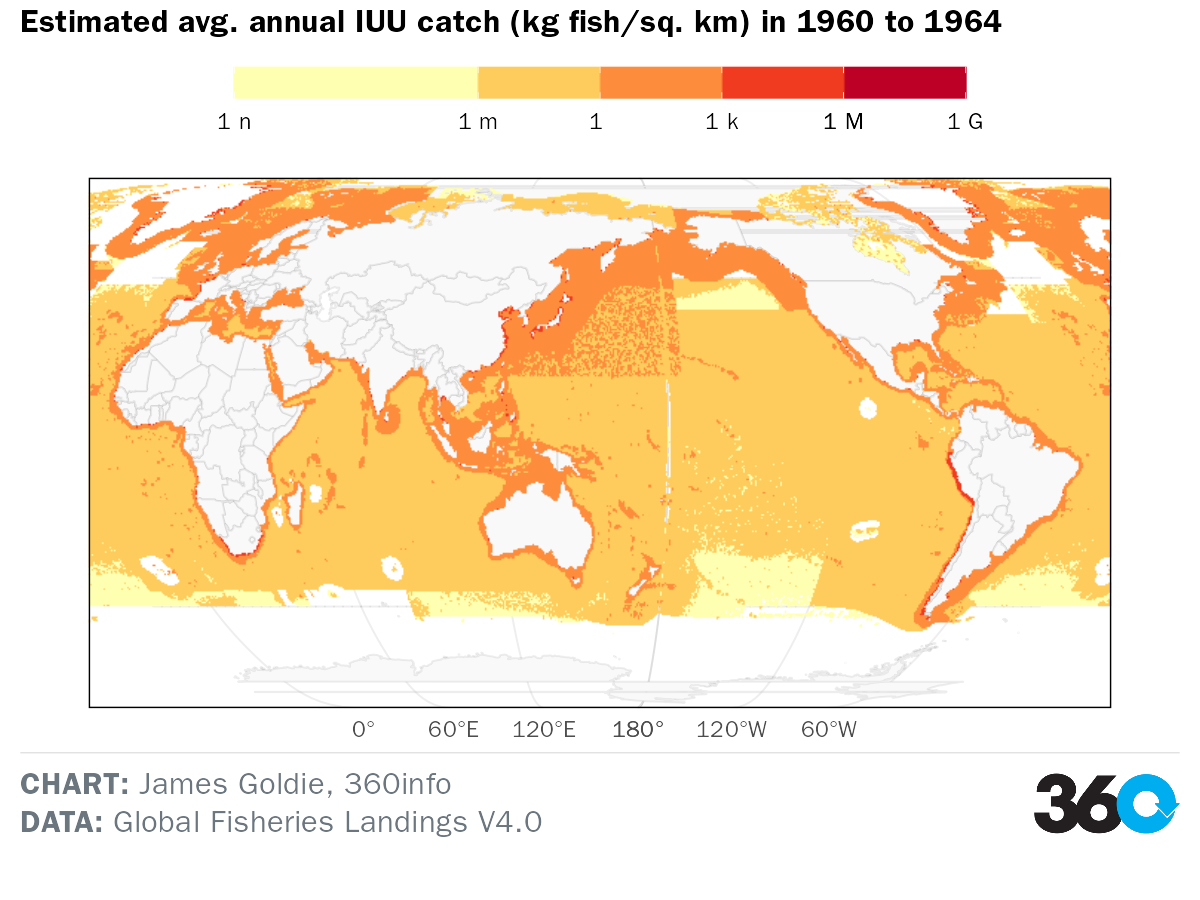 Estimated avg. annual IUU catch (kg fish/sq. km) in 1960 to 1964
1 n 1 m 1 1 k 1 M 1 G
0° 60°E 120°E 180° 120°W 60°W
CHART: James Goldie, 360info
DATA: Global Fisheries Landings V4.0
360